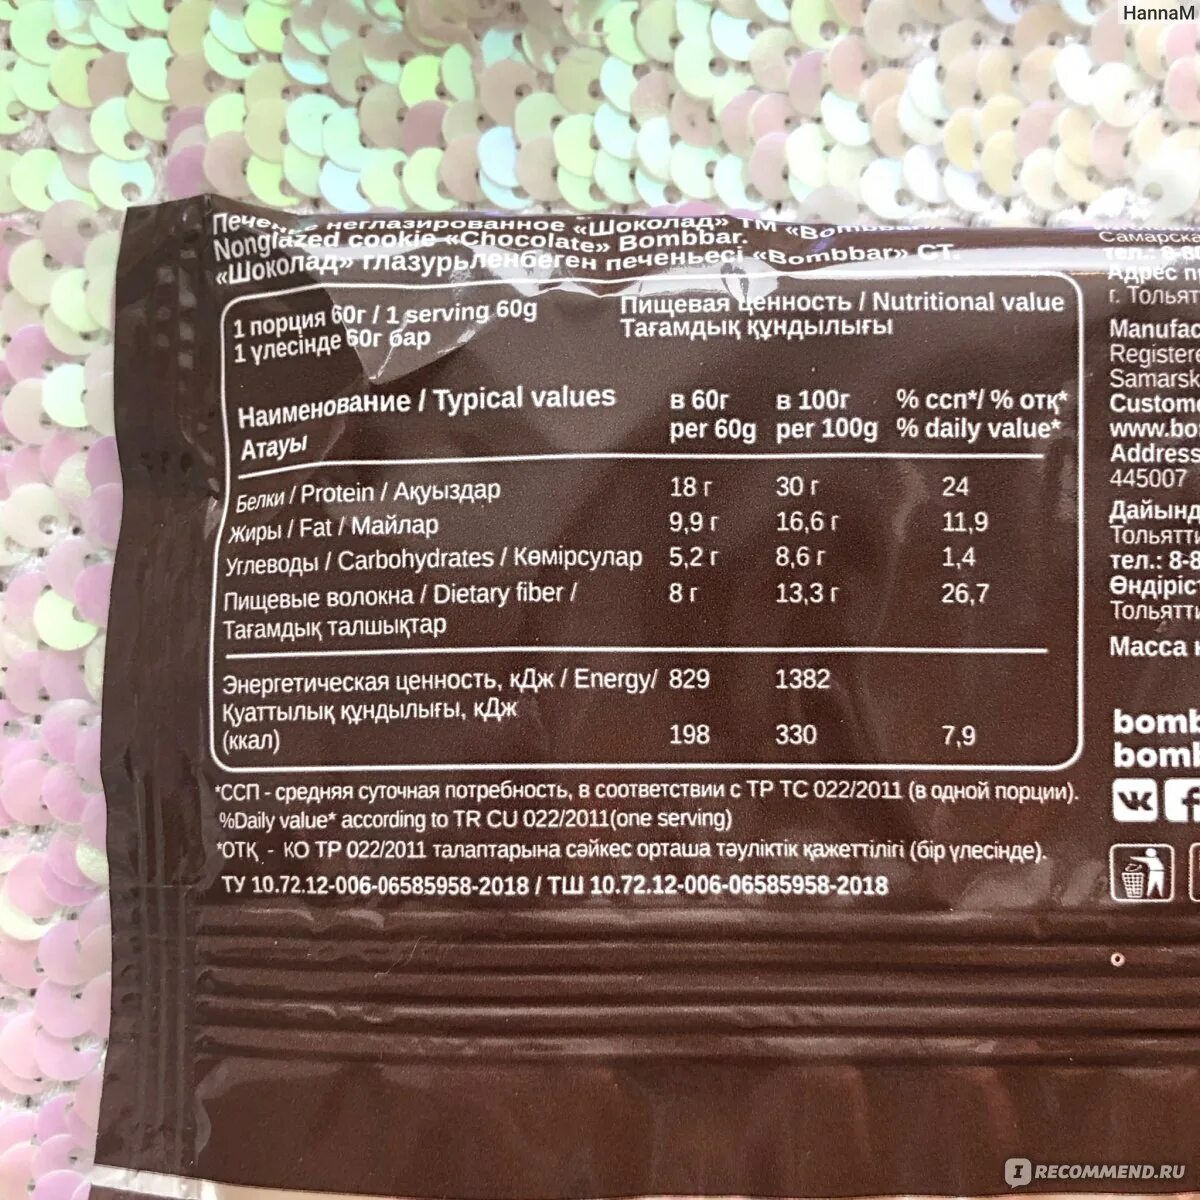 HannaM
неглазированное «Шоколад» ТМ
Nonglazed cookie «Chocolate» Bombbar.
«Шоколад» глазурьленбеген печеньесі «Bombbar» СТ.
1 порция 60г / 1 serving 60g
1 үлесінде 60г бар
Пищевая ценность / Nutritional value
Тағамдық құндылығы
Наименование / Typical values
Атауы
в 60г в 100г % ссп*/ % отқ*
per 60g per 100g % daily value*
Белки / Protein / Ақуыздар 18 г 30 г 24
Жиры / Fat / Майлар 9,9 г 16,6 г 11,9
Углеводы / Carbohydrates / Көмірсулар 5,2 г 8,6 г 1,4
Пищевые волокна / Dietary fiber / 8 г 13,3 г 26,7
Тағамдық талшықтар
Энергетическая ценность, кДж / Energy/ 829 1382
Қуаттылық құндылығы, кДж
(ккал) 198 330 7,9
*ССП - средняя суточная потребность, в соответствии с ТР ТС 022/2011 (в одной порции).
%Daily value* according to TR CU 022/2011(one serving)
*ОТҚ - КО ТР 022/2011 талаптарына сәйкес орташа тәуліктік қажеттілігі (бір үлесінде).
ТУ 10.72.12-006-06585958-2018 / ТШ 10.72.12-006-06585958-2018
Самарска
Адрес
г. Тольят
Manufac
Registere
Samarsk
Custome
www.bo
Address
445007
Дайынд
Тольятти
тел.: 8-8
Өндіріс
Тольятти
Масса
bomb
bomb
RECOMMEND.RU